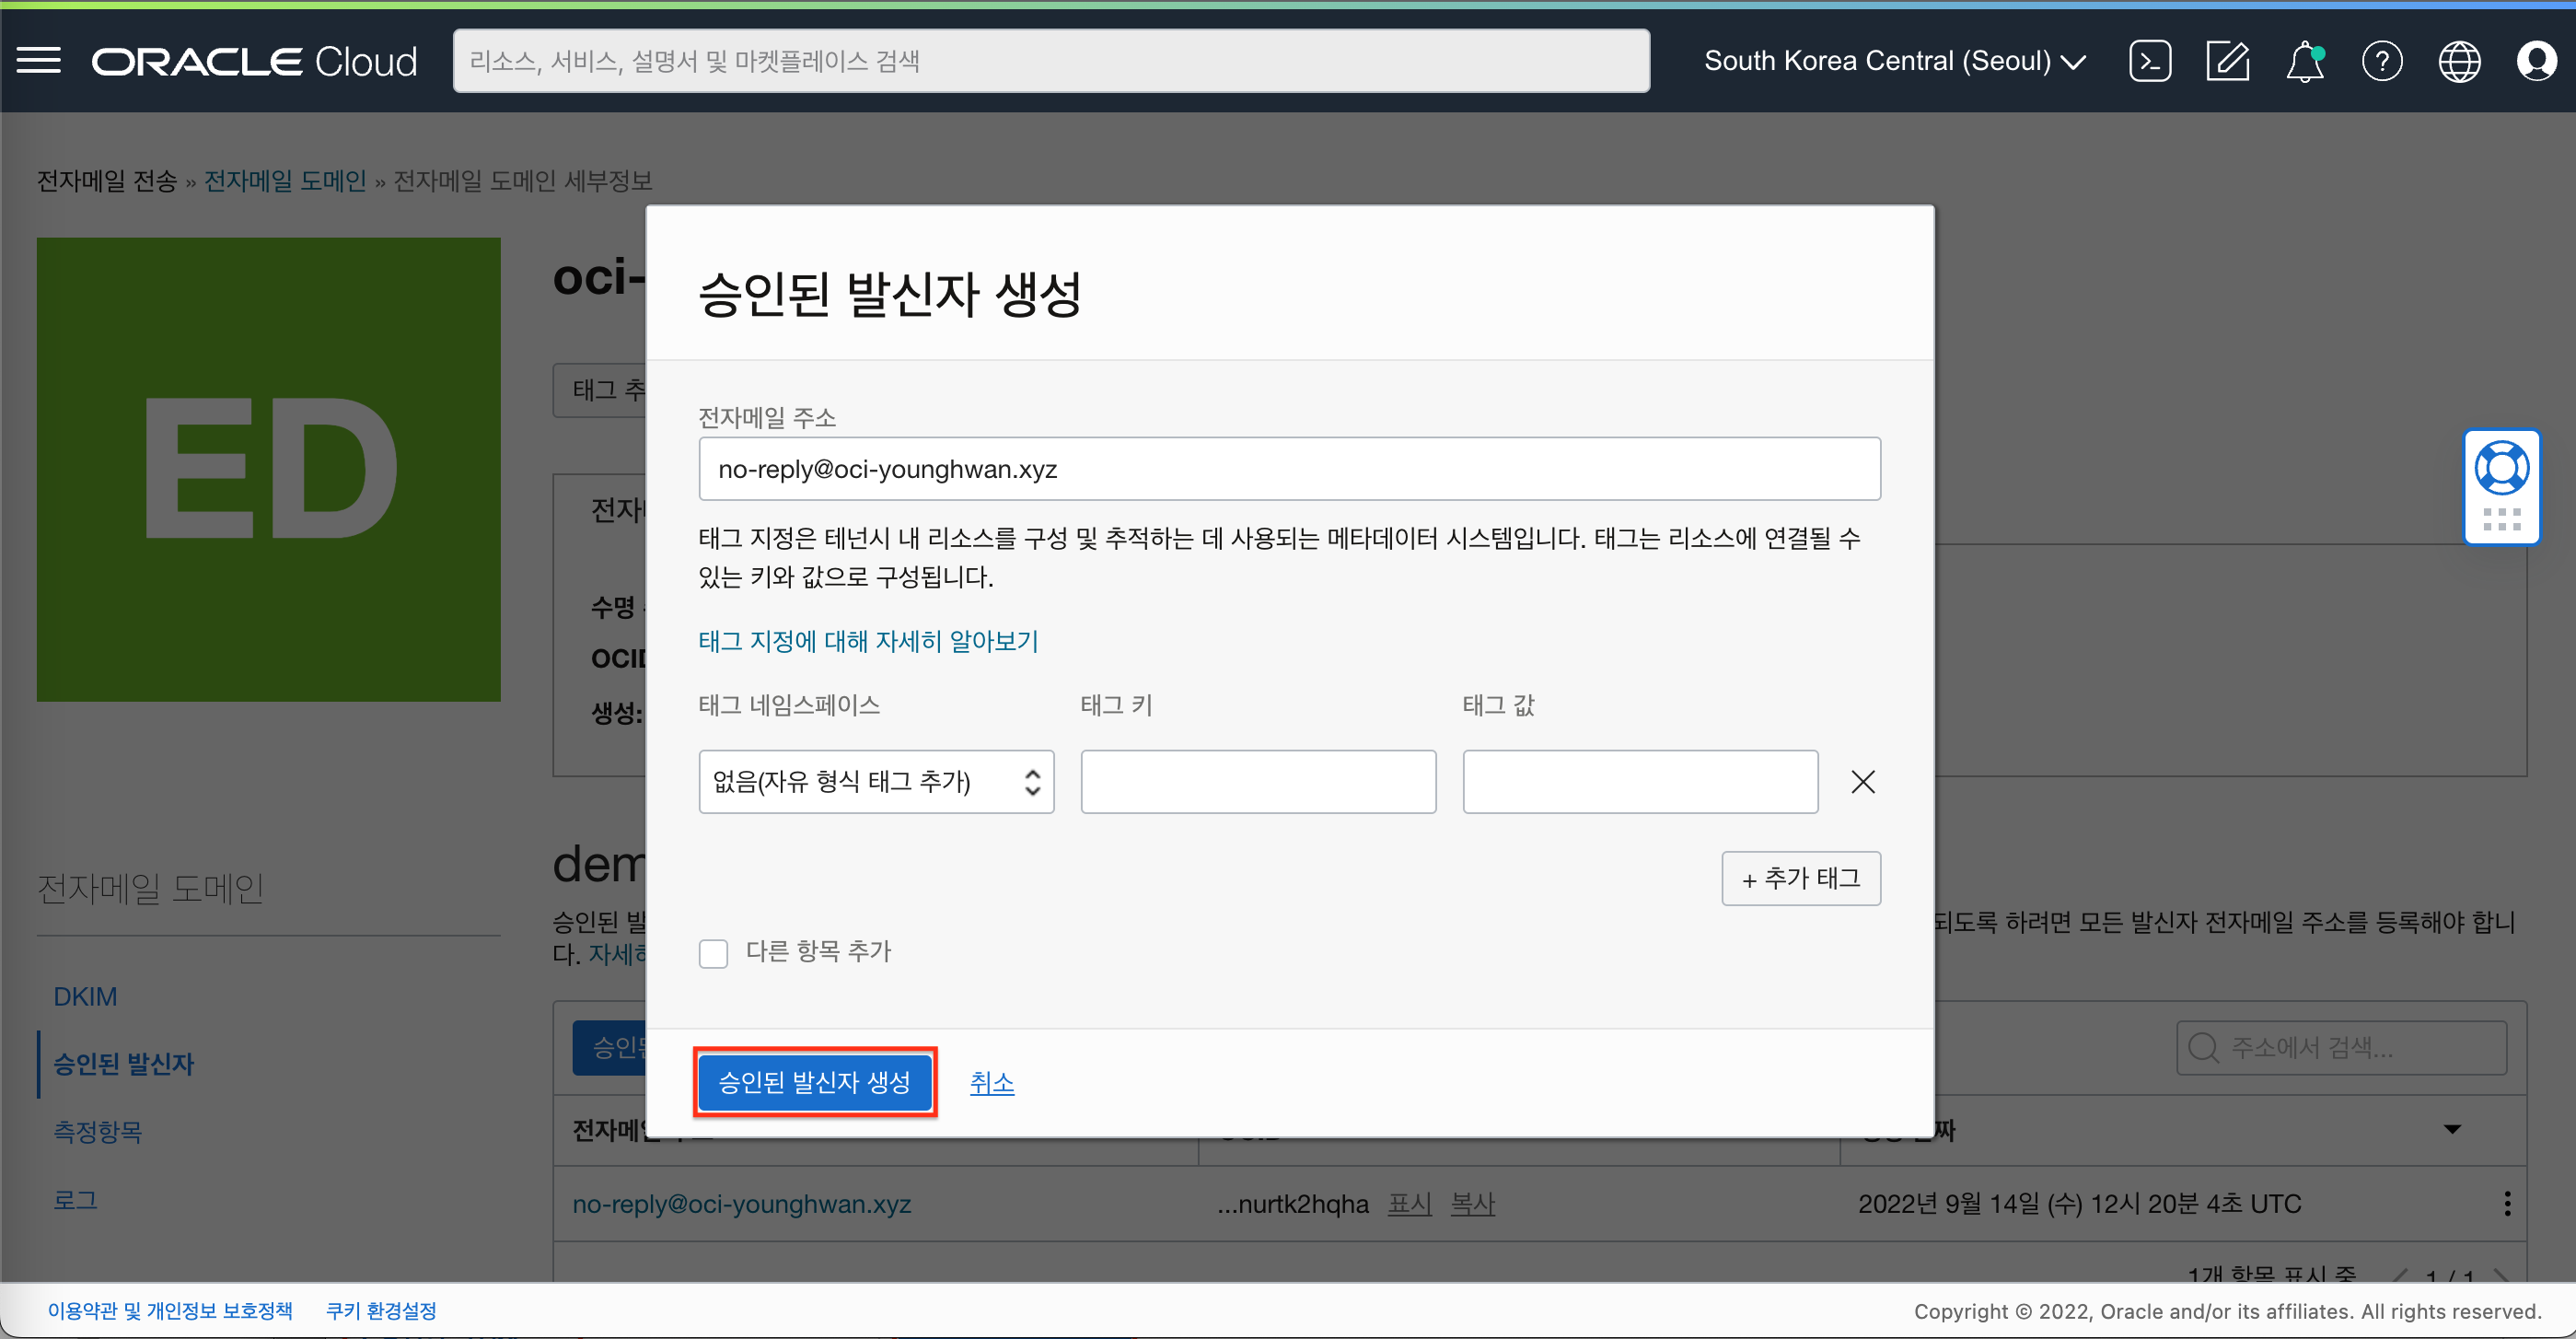 ORACLE Cloud
리소스, 서비스, 설명서 및 마켓플레이스 검색
South Korea Central (Seoul)
전자메일 전송 » 전자메일 도메인 » 전자메일 도메인 세부정보
ED
oci-
태그
수명
OCID
생성:
승인된 발신자 생성
전자메일 주소
no-reply@oci-younghwan.xyz
태그 지정은 테넌시 내 리소스를 구성 및 추적하는 데 사용되는 메타데이터 시스템입니다. 태그는 리소스에 연결될 수
있는 키와 값으로 구성됩니다.
태그 지정에 대해 자세히 알아보기
태그 네임스페이스
태그 키
태그 값
없음(자유 형식 태그 추가)
+ 추가 태그
다른 항목 추가
승인된 발신자 생성
취소
전자메일 도메인
DKIM
승인된 발신자
측정항목
로그
dem
승인된
되도록 하려면 모든 발신자 전자메일 주소를 등록해야 합니
다. 자세히
주소에서 검색...
no-reply@oci-younghwan.xyz
...nurtk2hqha 표시 복사
2022년 9월 14일 (수) 12시 20분 4초 UTC
1개 항목 표시 중
1 / 1
이용약관 및 개인정보 보호정책
쿠키 환경설정
Copyright © 2022, Oracle and/or its affiliates. All rights reserved.